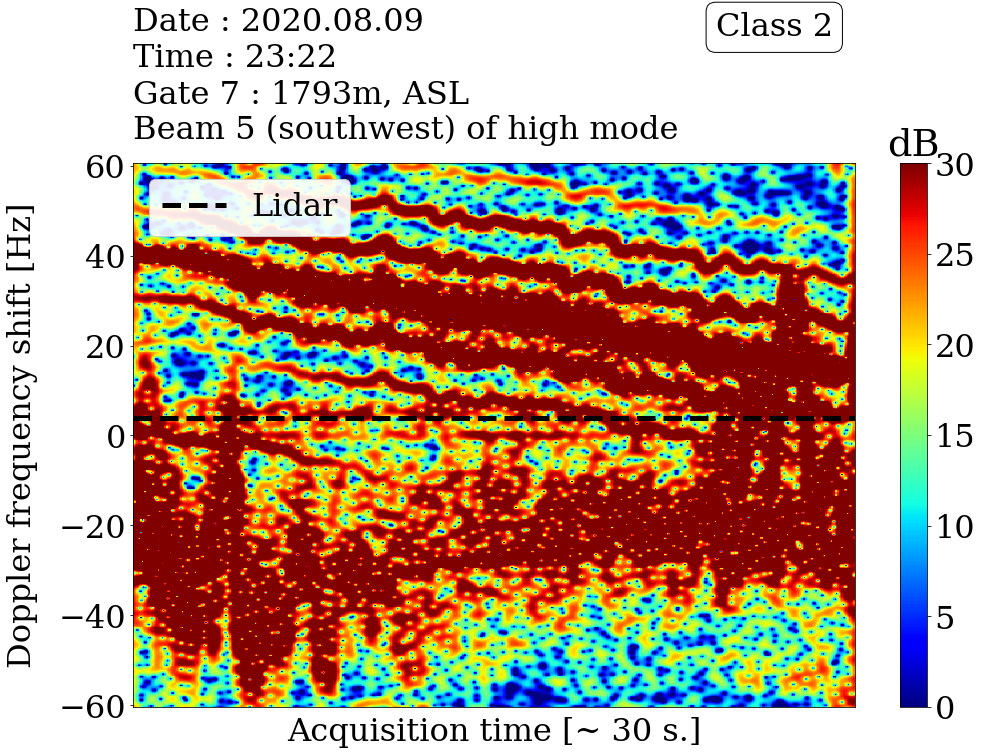 Date : 2020.08.09
Time : 23:22
Gate 7 : 1793m, ASL
Beam 5 (southwest) of high mode
Class 2
dB
Lidar
60
40
20
0
−20
−40
−60
Doppler frequency shift [Hz]
Acquisition time [~ 30 s.]
30
25
20
15
10
5
0